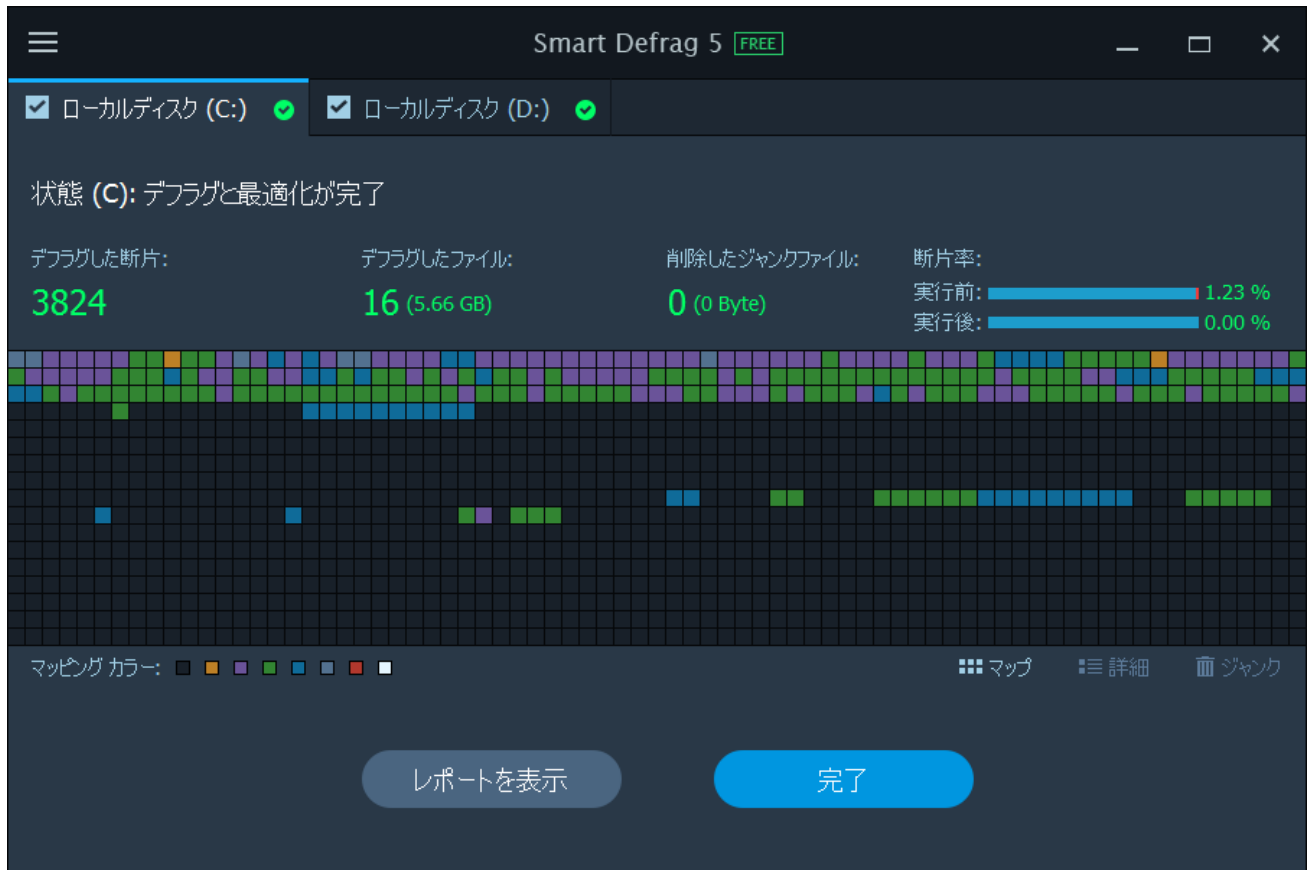 Smart Defrag 5 FREE
ローカルディスク (C:) ローカルディスク (D:)
状態 (C): デフラグと最適化が完了
デフラグした断片: デフラグしたファイル: 削除したジャンクファイル: 断片率:
3824 16 (5.66 GB) 0 (0 Byte)
実行前: 1.23 %
実行後: 0.00 %
マッピング カラー: マップ 詳細 ジャンク
レポートを表示 完了